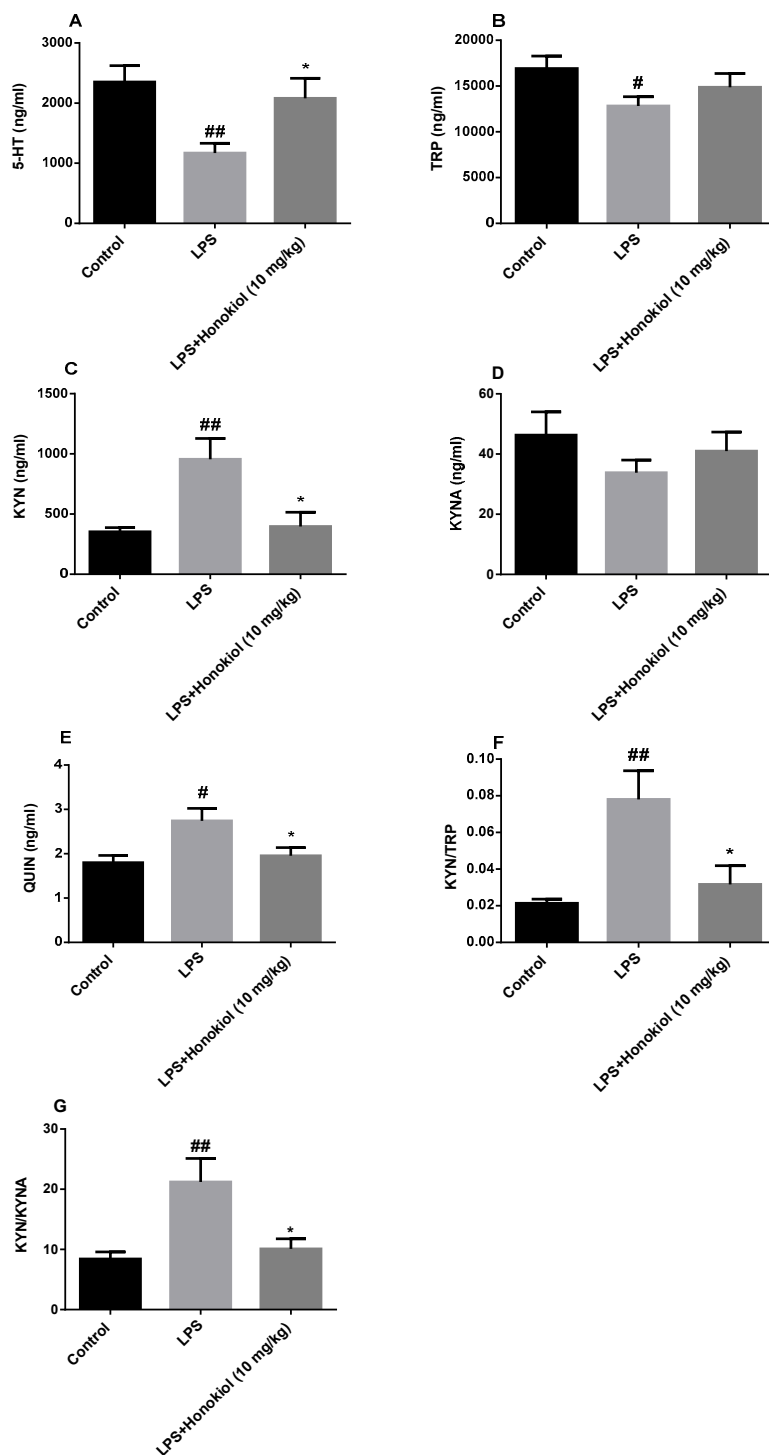 A
5-HT (ng/ml)
3000
2000
1000
0
*
##
Control
LPS
LPS+Honokiol (10 mg/kg)
B
TRP (ng/ml)
20000
15000
10000
5000
0
#
Control
LPS
LPS+Honokiol (10 mg/kg)
C
KYN (ng/ml)
1500
1000
500
0
##
*
Control
LPS
LPS+Honokiol (10 mg/kg)
D
KYNA (ng/ml)
60
40
20
0
Control
LPS
LPS+Honokiol (10 mg/kg)
E
QUIN (ng/ml)
4
3
2
1
0
#
*
Control
LPS
LPS+Honokiol (10 mg/kg)
F
KYN/TRP
0.10
0.08
0.06
0.04
0.02
0.00
##
*
Control
LPS
LPS+Honokiol (10 mg/kg)
G
KYN/KYNA
30
20
10
0
##
*
Control
LPS
LPS+Honokiol (10 mg/kg)